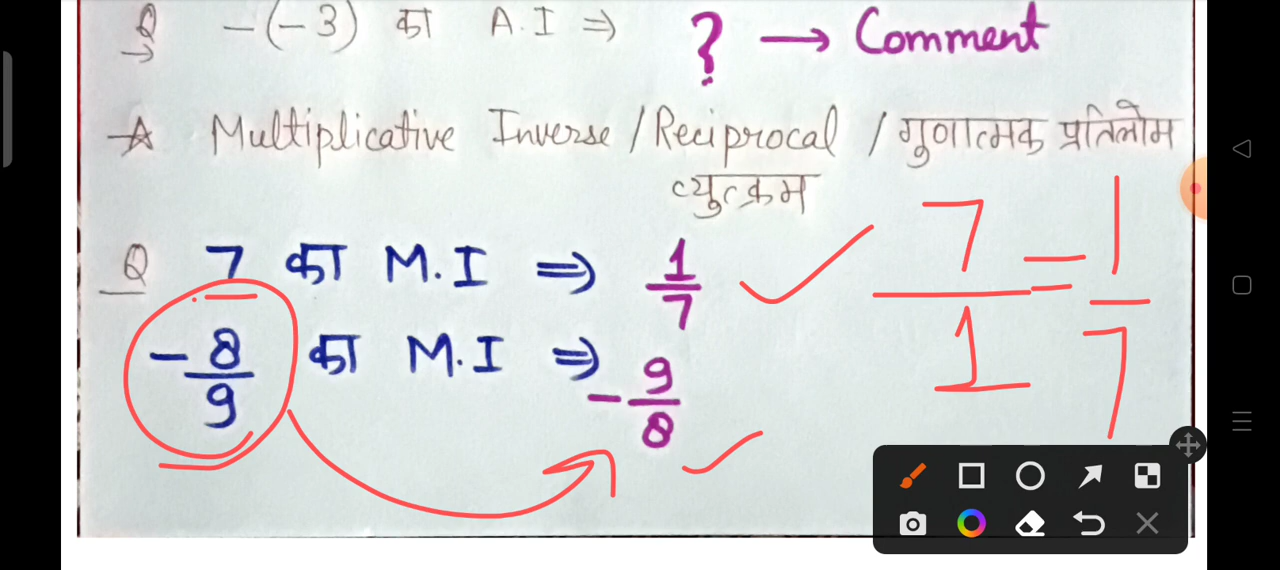 Q -(-3) का A.I ⇒ ? → Comment
☆ Multiplicative Inverse / Reciprocal / गुणात्मक प्रतिलोम
व्युत्क्रम
Q 7 का M.I ⇒ 1/7 ✓ 7/1 = 1/7
-8/9 का M.I ⇒ -9/8 ✓